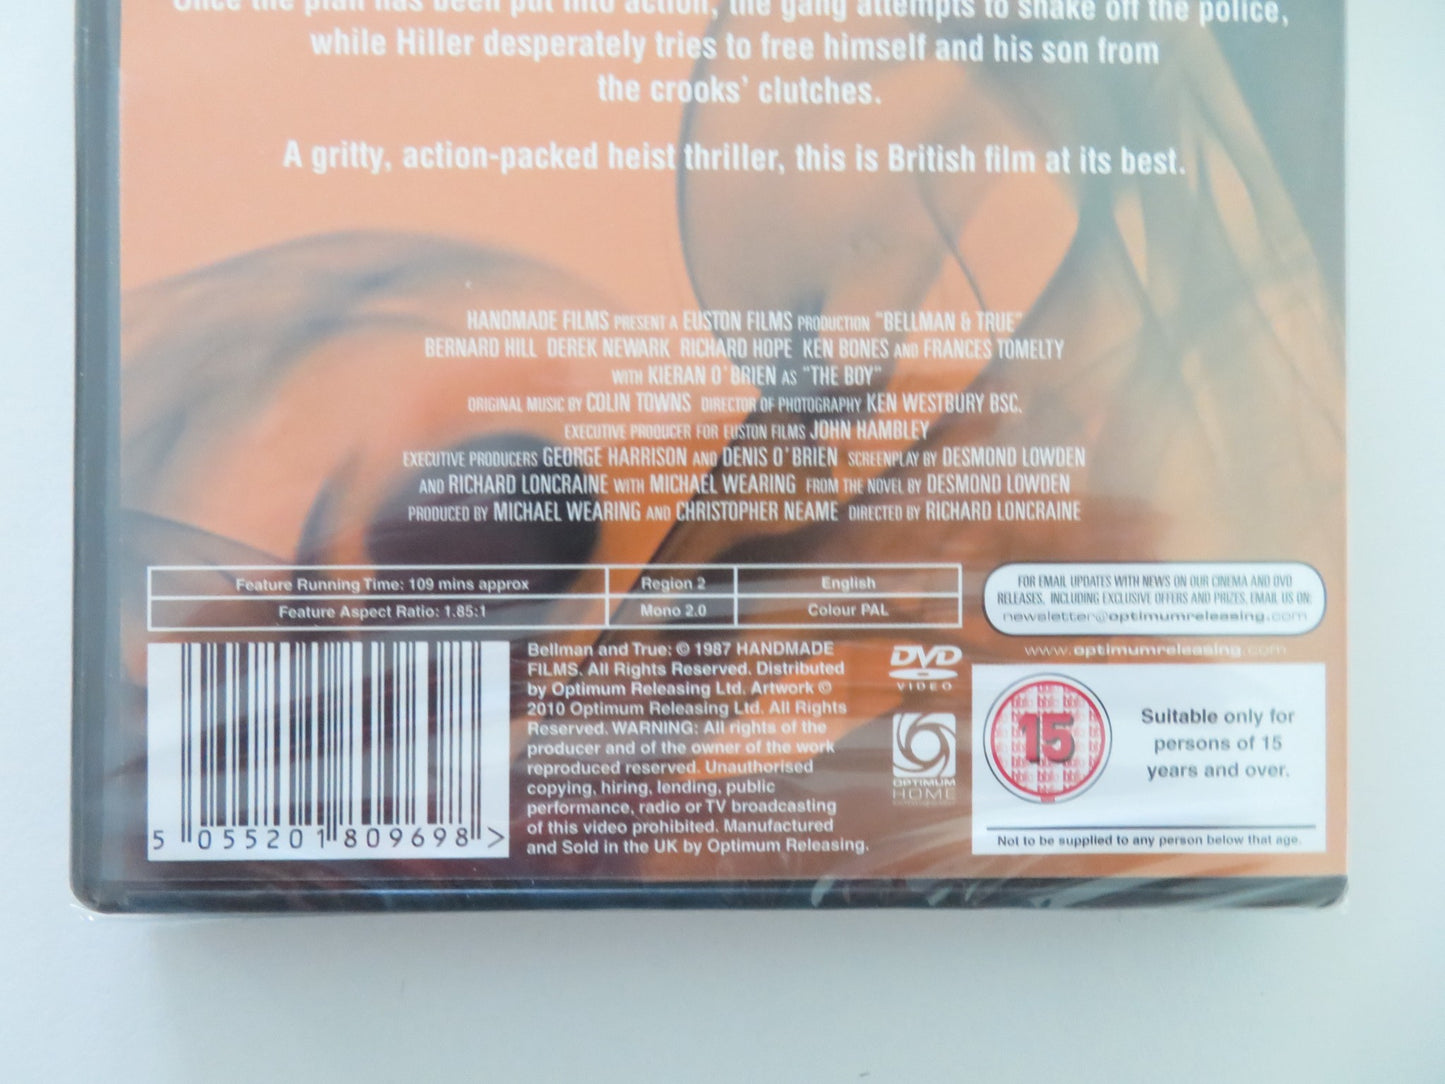 Once the plan has been put into action, the gang attempts to shake off the police,
while Hiller desperately tries to free himself and his son from
the crooks' clutches.
A gritty, action-packed heist thriller, this is British film at its best.
HANDMADE FILMS PRESENT A EUSTON FILMS PRODUCTION "BELLMAN & TRUE"
BERNARD HILL DEREK NEWARK RICHARD HOPE KEN BONES AND FRANCES TOMELTY
WITH KIERAN O'BRIEN AS "THE BOY"
ORIGINAL MUSIC BY COLIN TOWNS DIRECTOR OF PHOTOGRAPHY KEN WESTBURY BSC.
EXECUTIVE PRODUCER FOR EUSTON FILMS JOHN HAMBLEY
EXECUTIVE PRODUCERS GEORGE HARRISON AND DENIS O'BRIEN SCREENPLAY BY DESMOND LOWDEN
AND RICHARD LONCRAINE WITH MICHAEL WEARING FROM THE NOVEL BY DESMOND LOWDEN
PRODUCED BY MICHAEL WEARING AND CHRISTOPHER NEAME DIRECTED BY RICHARD LONCRAINE
Feature Running Time: 109 mins approx Region 2 English
Feature Aspect Ratio: 1.85:1 Mono 2.0 Colour PAL
FOR EMAIL UPDATES WITH NEWS ON OUR CINEMA AND DVD
RELEASES, INCLUDING EXCLUSIVE OFFERS AND PRIZES, EMAIL US ON:
newsletter@optimumreleasing.com
www.optimumreleasing.com
5 055201 809698 >
Bellman and True: © 1987 HANDMADE
FILMS. All Rights Reserved. Distributed
by Optimum Releasing Ltd. Artwork ©
2010 Optimum Releasing Ltd. All Rights
Reserved. WARNING: All rights of the
producer and of the owner of the work
reproduced reserved. Unauthorised
copying, hiring, lending, public
performance, radio or TV broadcasting
of this video prohibited. Manufactured
and Sold in the UK by Optimum Releasing.
DVD
VIDEO
OPTIMUM
HOME
15
Suitable only for
persons of 15
years and over.
Not to be supplied to any person below that age.